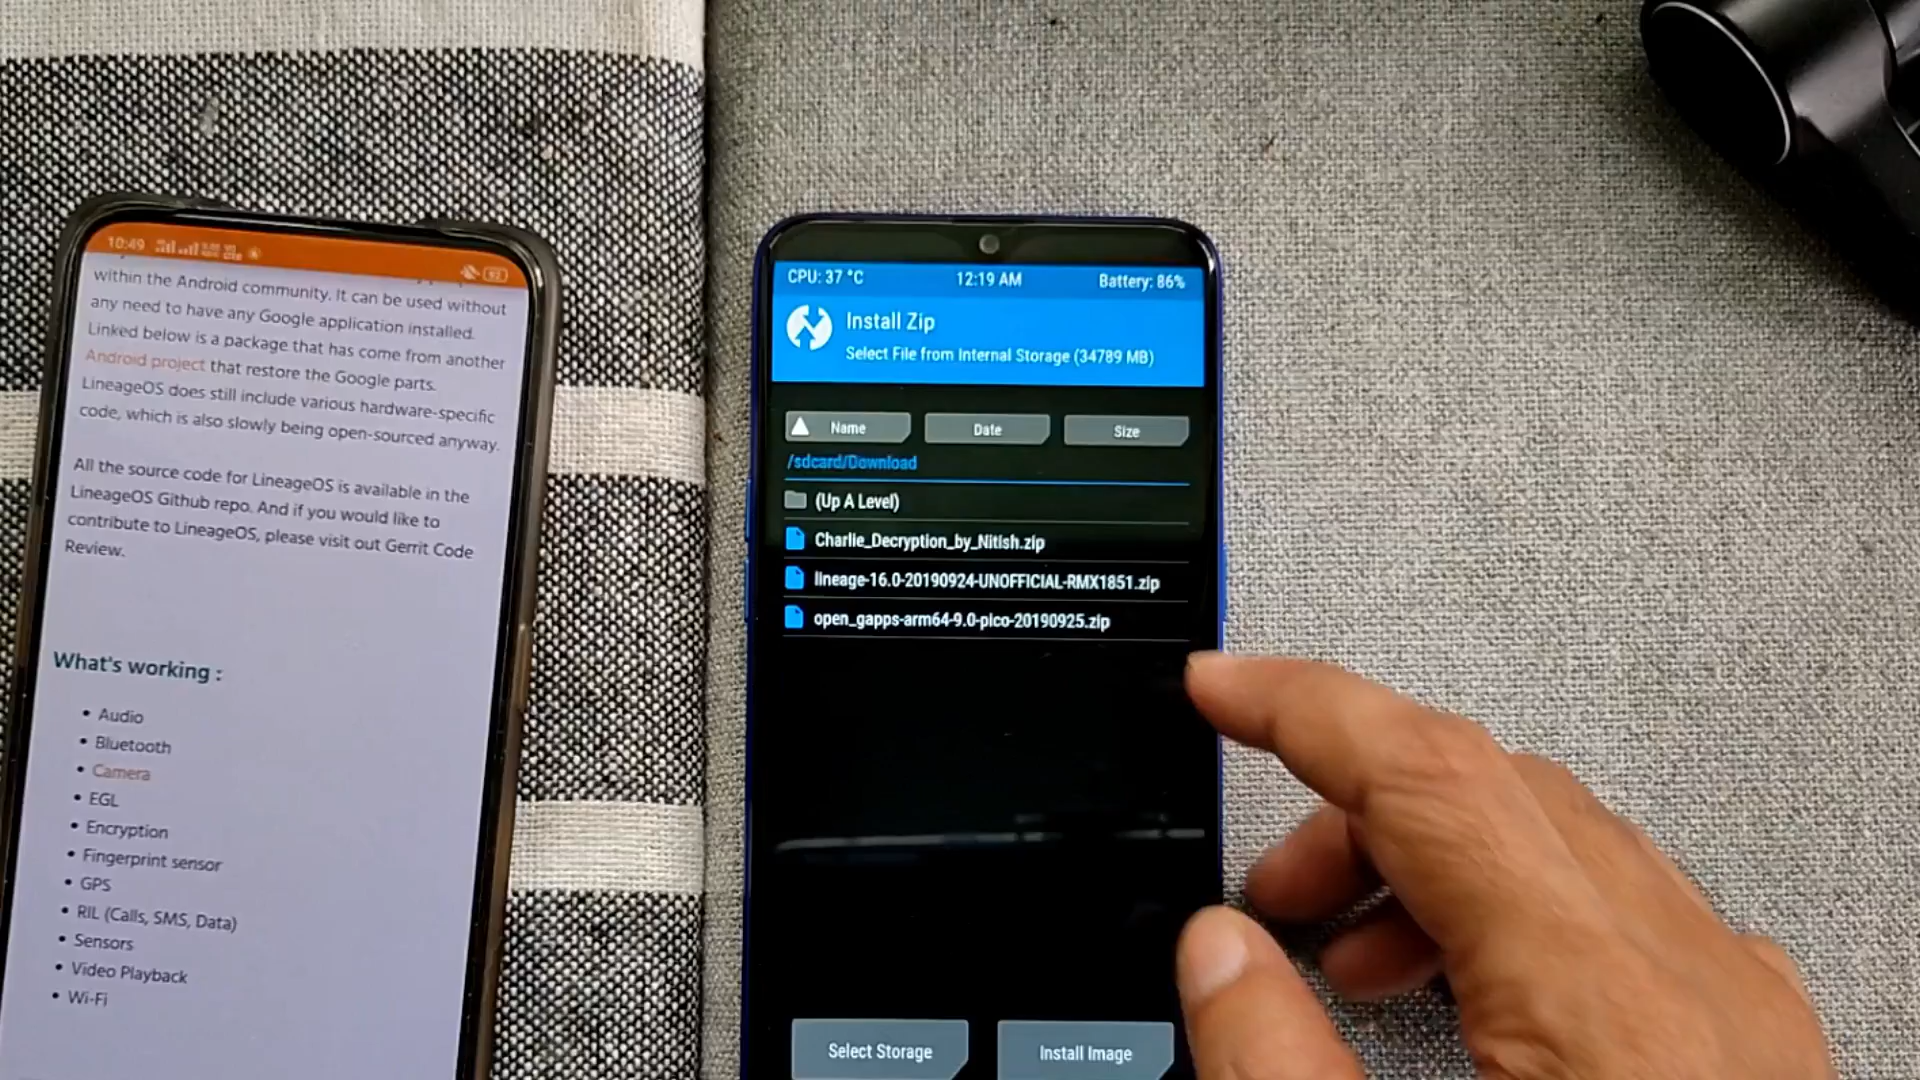 10:49
within the Android community. It can be used without
any need to have any Google application installed.
Linked below is a package that has come from another
Android project that restore the Google parts.
LineageOS does still include various hardware-specific
code, which is also slowly being open-sourced anyway.
All the source code for LineageOS is available in the
LineageOS Github repo. And if you would like to
contribute to LineageOS, please visit out Gerrit Code
Review.
What's working :
• Audio
• Bluetooth
• Camera
• EGL
• Encryption
• Fingerprint sensor
• GPS
• RIL (Calls, SMS, Data)
• Sensors
• Video Playback
• Wi-Fi
CPU: 37 °C 12:19 AM Battery: 86%
Install Zip
Select File from Internal Storage (34789 MB)
Name Date Size
/sdcard/Download
(Up A Level)
Charlie_Decryption_by_Nitish.zip
lineage-16.0-20190924-UNOFFICIAL-RMX1851.zip
open_gapps-arm64-9.0-pico-20190925.zip
Select Storage Install Image